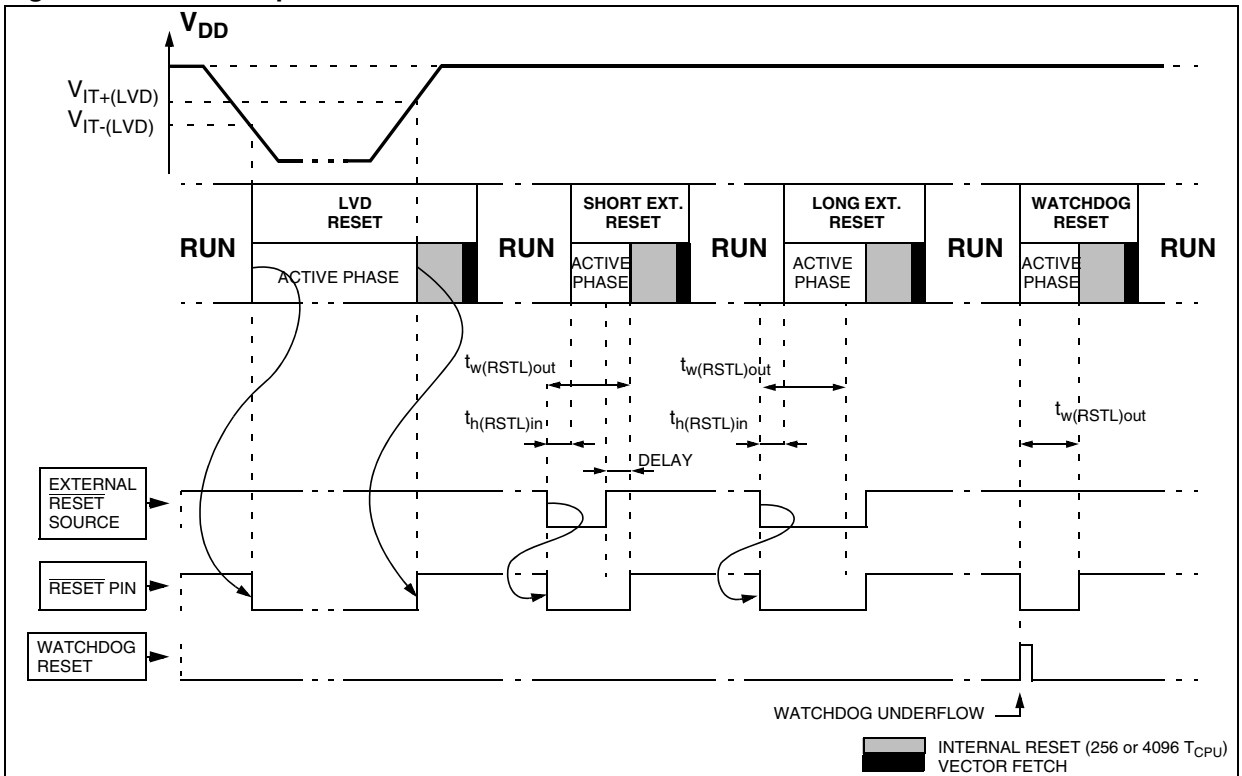 V_DD
V_IT+(LVD)
V_IT-(LVD)
LVD
RESET
SHORT EXT.
RESET
LONG EXT.
RESET
WATCHDOG
RESET
RUN
RUN
RUN
RUN
RUN
ACTIVE PHASE
ACTIVE
PHASE
ACTIVE
PHASE
ACTIVE
PHASE
t_w(RSTL)out
t_w(RSTL)out
t_w(RSTL)out
t_h(RSTL)in
t_h(RSTL)in
DELAY
EXTERNAL
RESET
SOURCE
RESET PIN
WATCHDOG
RESET
WATCHDOG UNDERFLOW
INTERNAL RESET (256 or 4096 T_CPU)
VECTOR FETCH